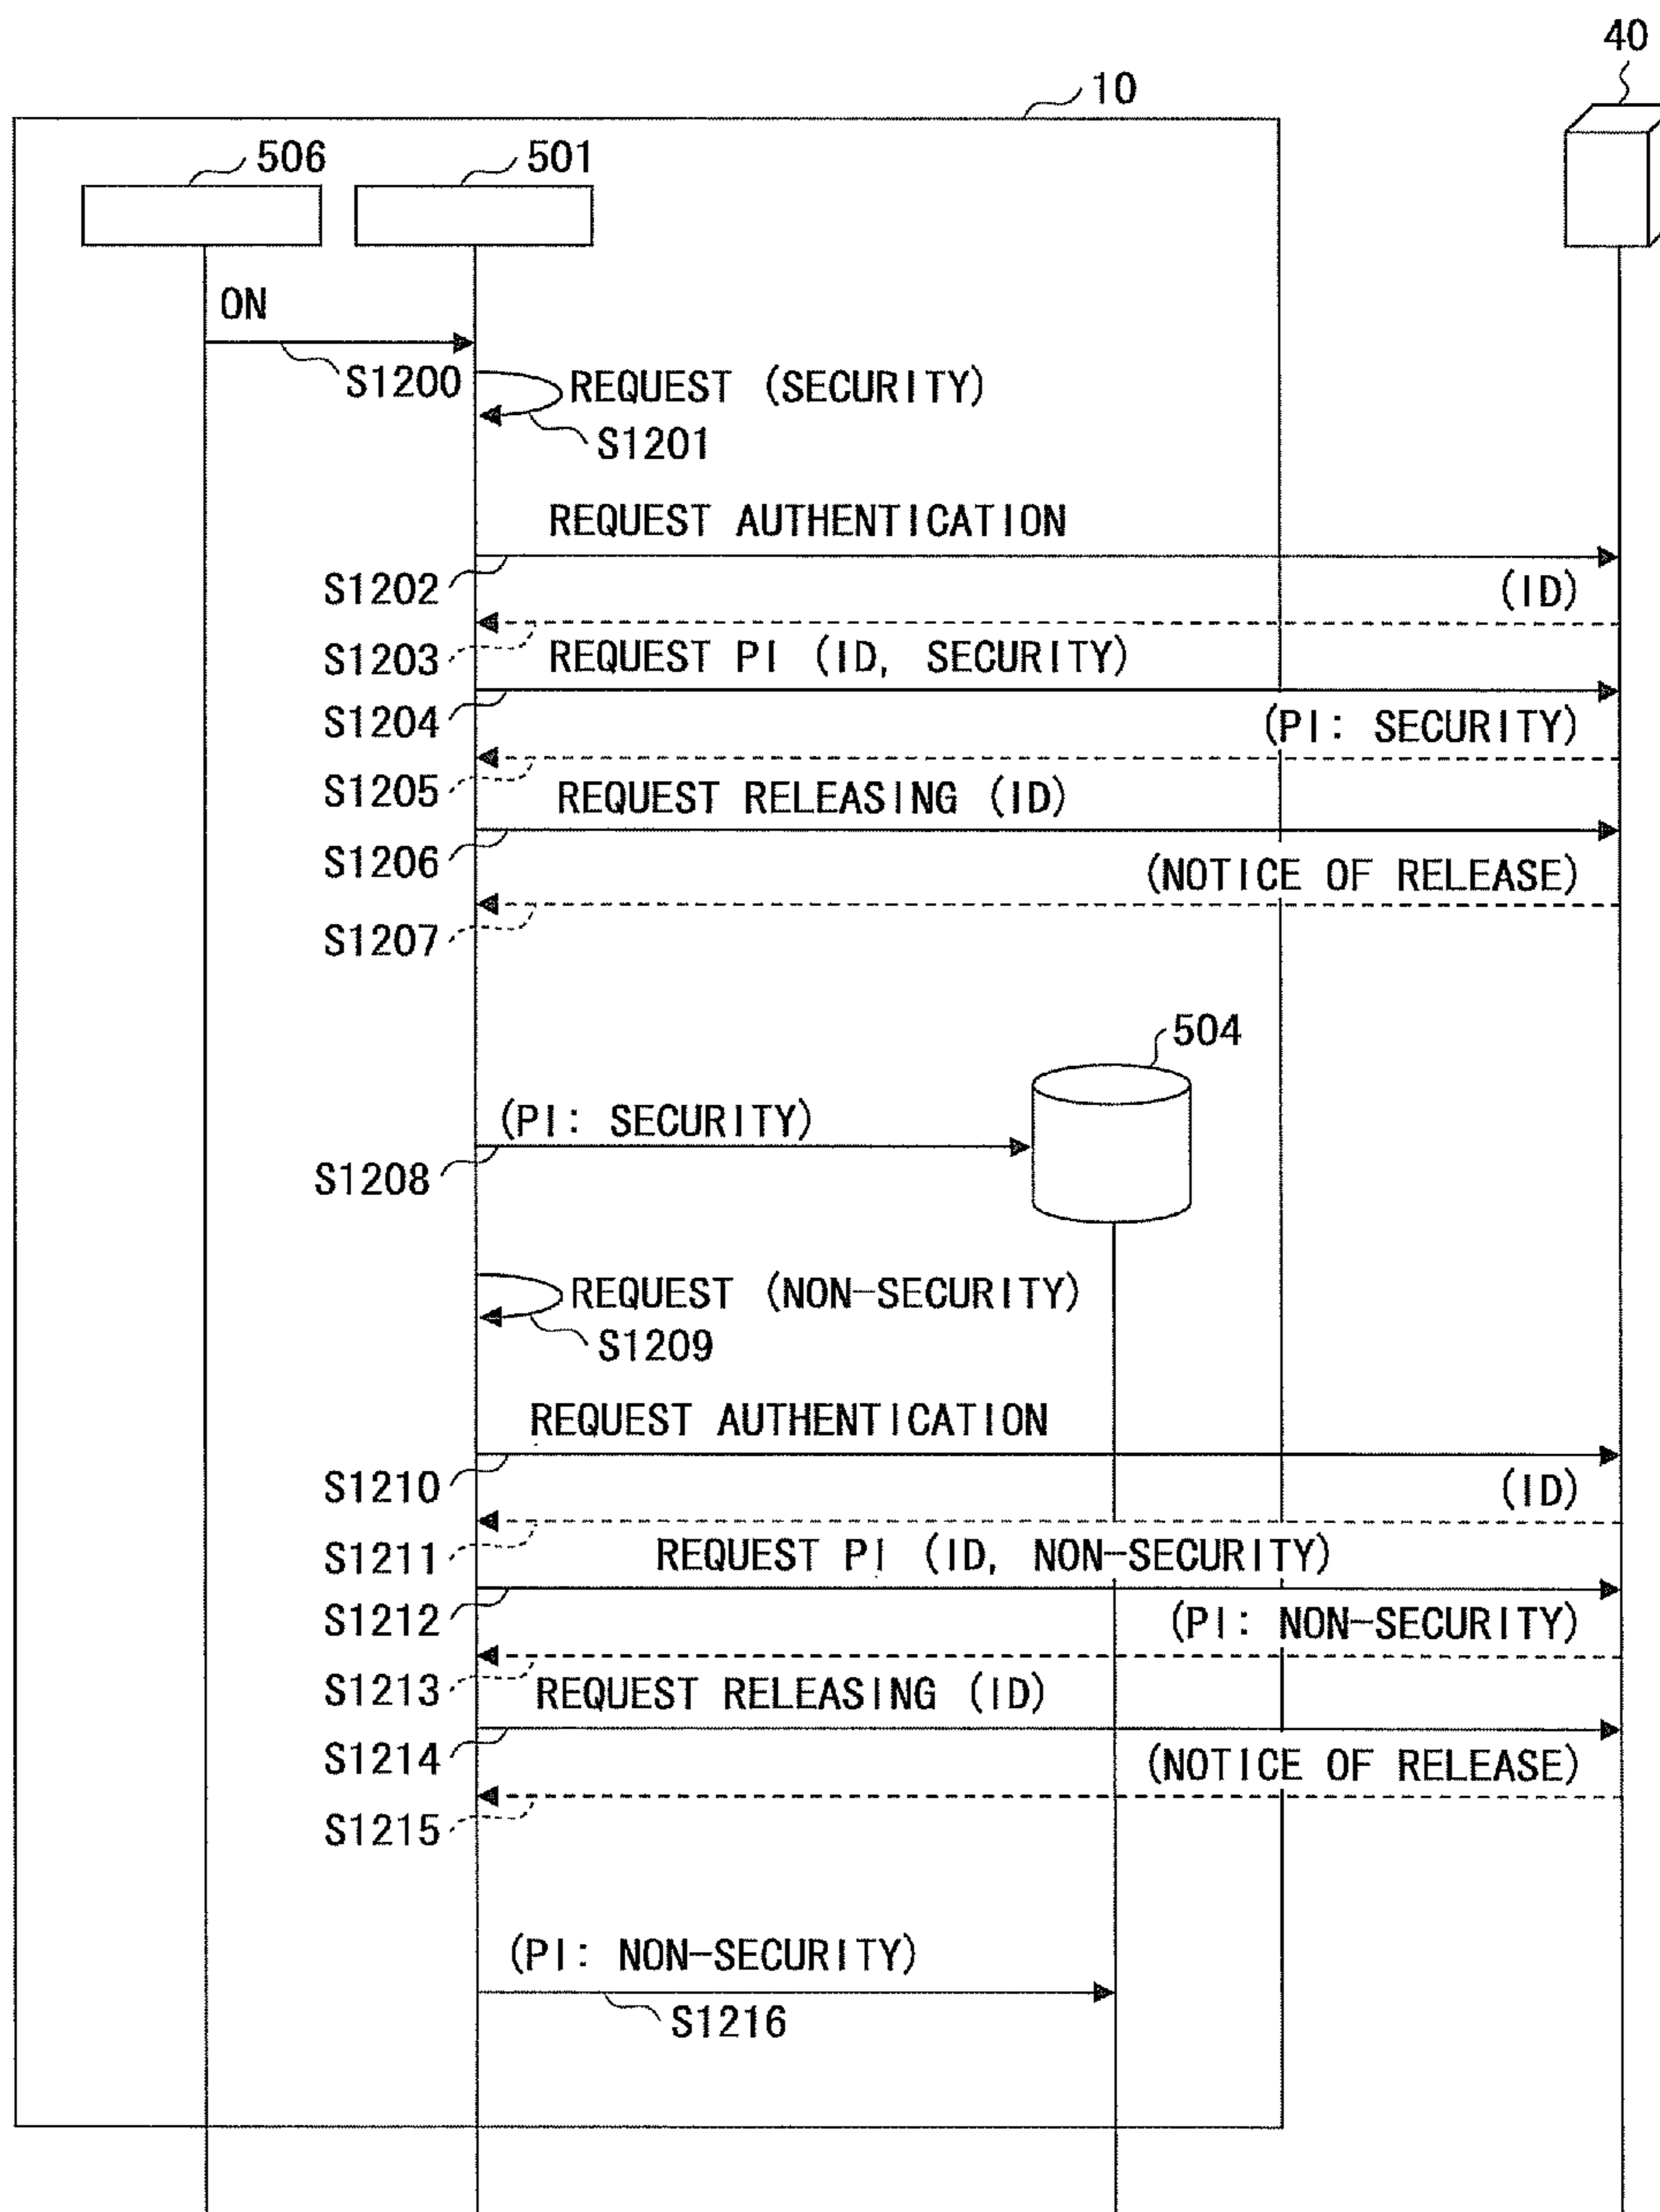 40
10
506
501
ON
S1200
REQUEST (SECURITY)
S1201
REQUEST AUTHENTICATION
S1202
(ID)
S1203
REQUEST PI (ID, SECURITY)
S1204
(PI: SECURITY)
S1205
REQUEST RELEASING (ID)
S1206
(NOTICE OF RELEASE)
S1207
504
(PI: SECURITY)
S1208
REQUEST (NON-SECURITY)
S1209
REQUEST AUTHENTICATION
S1210
(ID)
S1211
REQUEST PI (ID, NON-SECURITY)
S1212
(PI: NON-SECURITY)
S1213
REQUEST RELEASING (ID)
S1214
(NOTICE OF RELEASE)
S1215
(PI: NON-SECURITY)
S1216